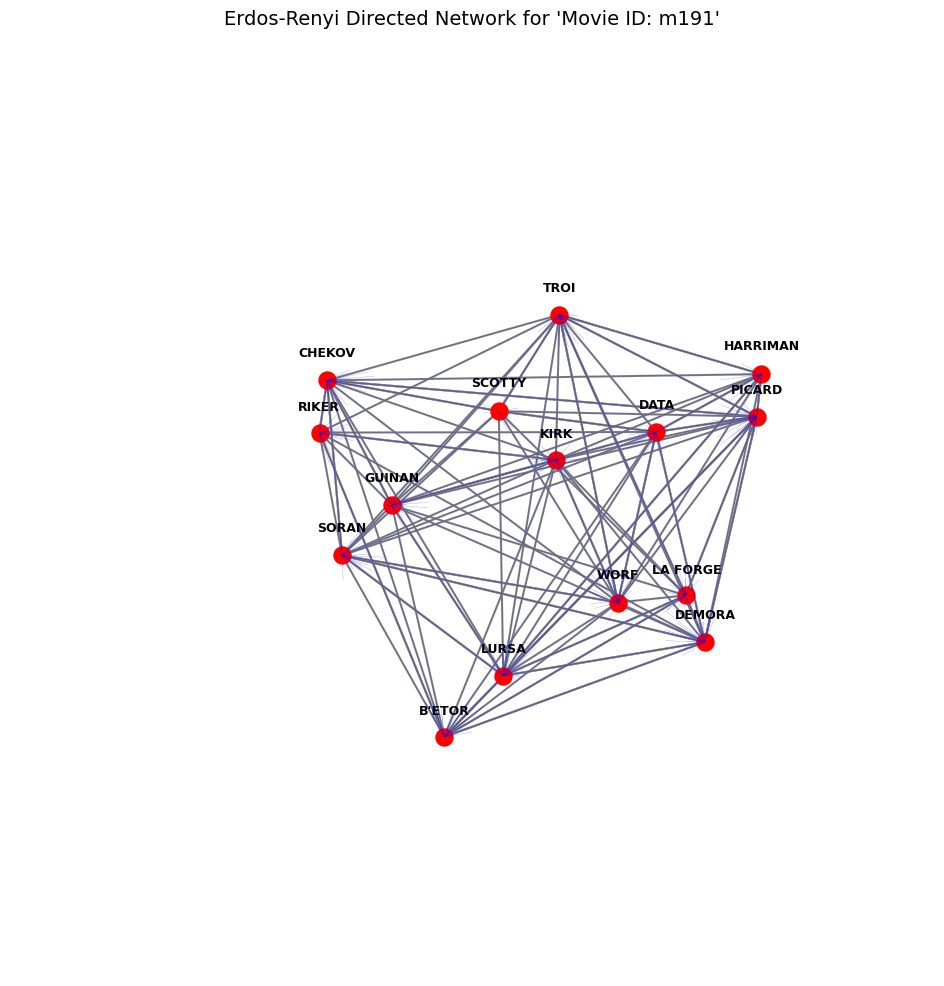 Erdos-Renyi Directed Network for 'Movie ID: m191'
TROI
HARRIMAN
CHEKOV
SCOTTY
PICARD
RIKER
DATA
KIRK
GUINAN
SORAN
WORF
LA FORGE
DEMORA
LURSA
B'ETOR